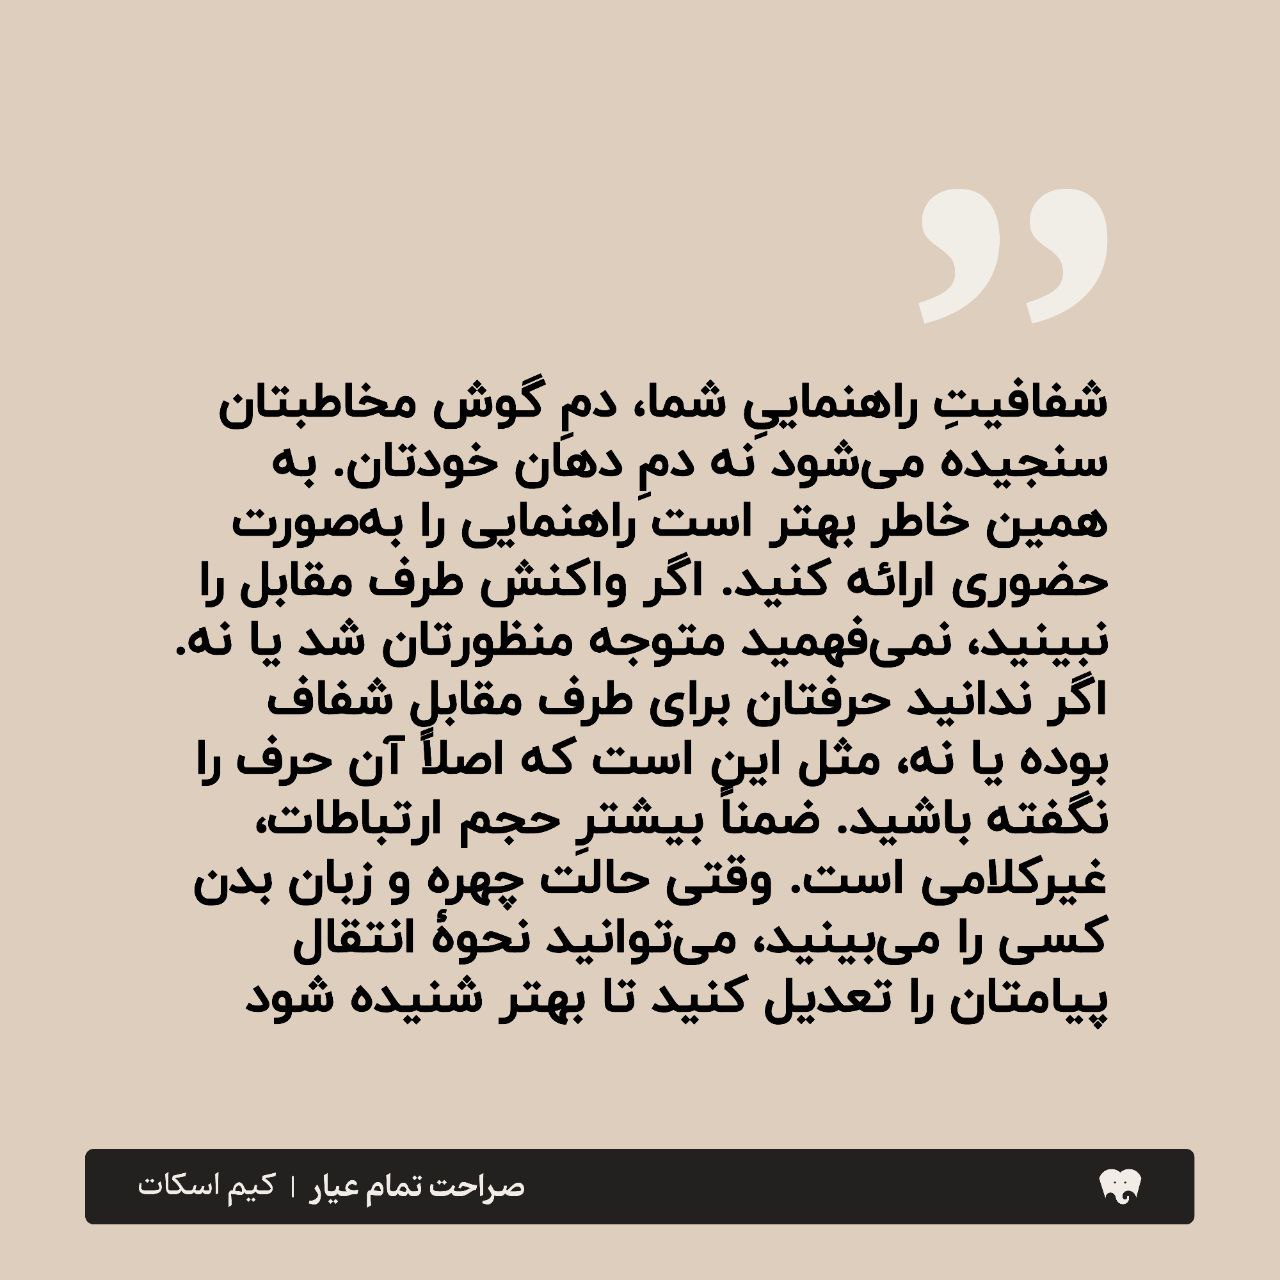 شفافیتِ راهنماییِ شما، دمِ گوش مخاطبتان
سنجیده می‌شود نه دمِ دهان خودتان. به
همین خاطر بهتر است راهنمایی را به‌صورت
حضوری ارائه کنید. اگر واکنش طرف مقابل را
نبینید، نمی‌فهمید متوجه منظورتان شد یا نه.
اگر ندانید حرفتان برای طرف مقابل شفاف
بوده یا نه، مثل این است که اصلاً آن حرف را
نگفته باشید. ضمناً بیشترِ حجم ارتباطات،
غیرکلامی است. وقتی حالت چهره و زبان بدن
کسی را می‌بینید، می‌توانید نحوهٔ انتقال
پیامتان را تعدیل کنید تا بهتر شنیده شود
صراحت تمام عیار | کیم اسکات